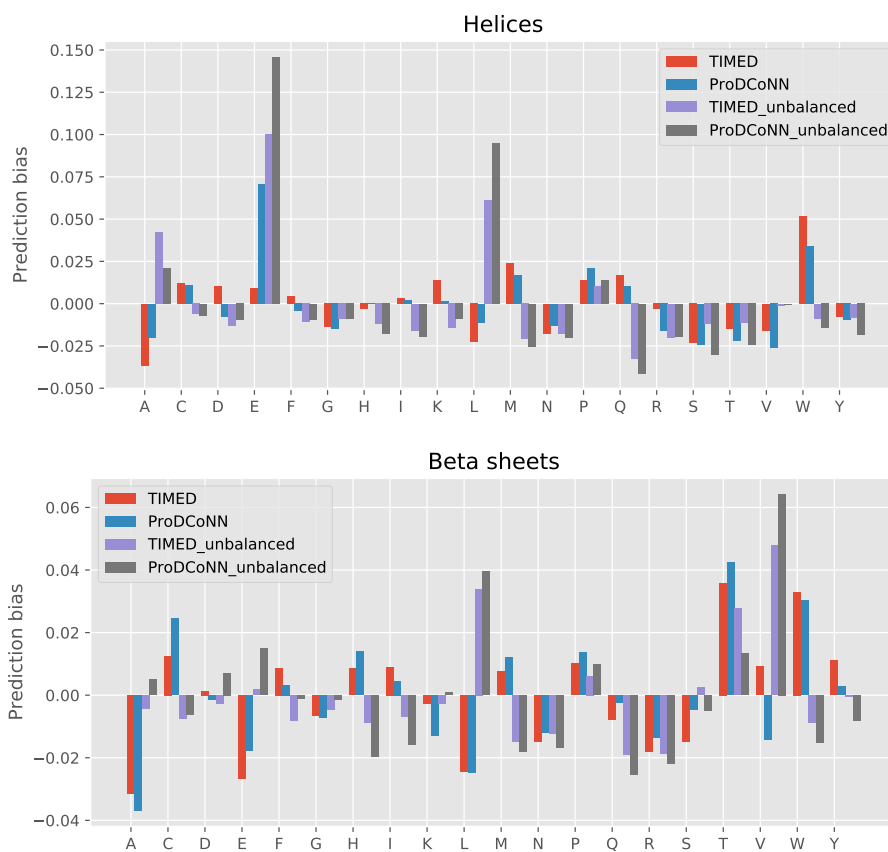 Helices
Prediction bias
0.150
0.125
0.100
0.075
0.050
0.025
0.000
−0.025
−0.050
TIMED
ProDCoNN
TIMED_unbalanced
ProDCoNN_unbalanced
A C D E F G H I K L M N P Q R S T V W Y
Beta sheets
Prediction bias
0.06
0.04
0.02
0.00
−0.02
−0.04
TIMED
ProDCoNN
TIMED_unbalanced
ProDCoNN_unbalanced
A C D E F G H I K L M N P Q R S T V W Y